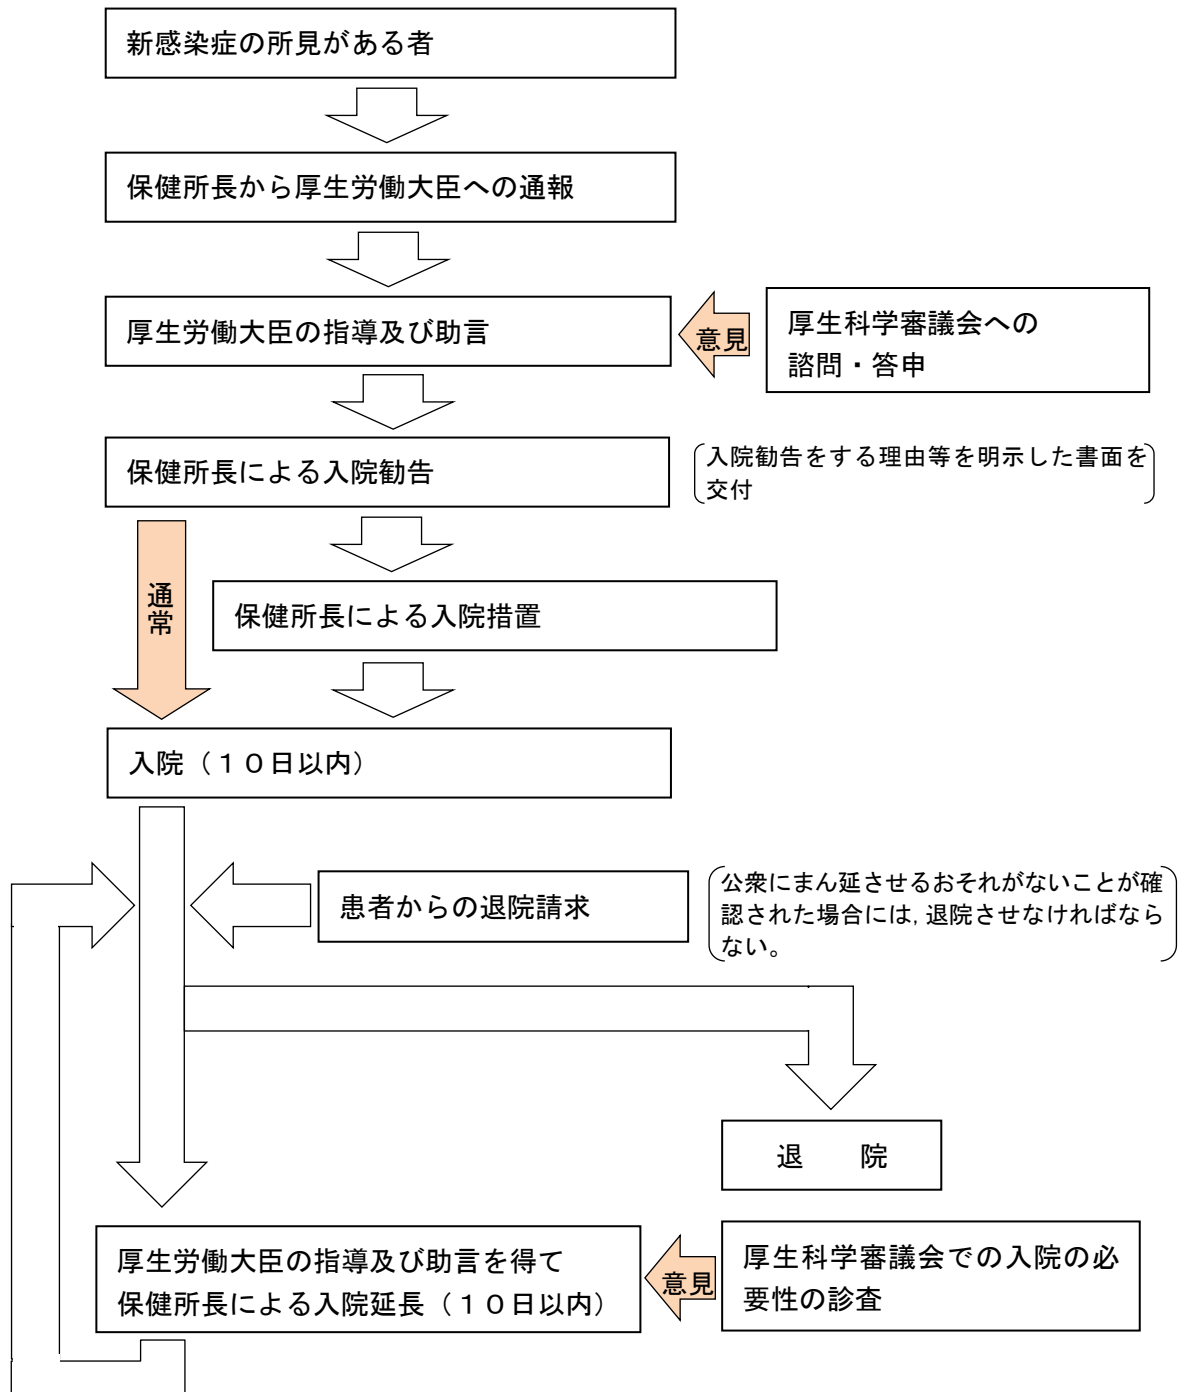 新感染症の所見がある者
保健所長から厚生労働大臣への通報
厚生労働大臣の指導及び助言
意見
厚生科学審議会への
諮問・答申
保健所長による入院勧告
入院勧告をする理由等を明示した書面を
交付
通常
保健所長による入院措置
入院（１０日以内）
患者からの退院請求
公衆にまん延させるおそれがないことが確
認された場合には,退院させなければなら
ない。
退　　院
厚生労働大臣の指導及び助言を得て
保健所長による入院延長（１０日以内）
意見
厚生科学審議会での入院の必
要性の診査